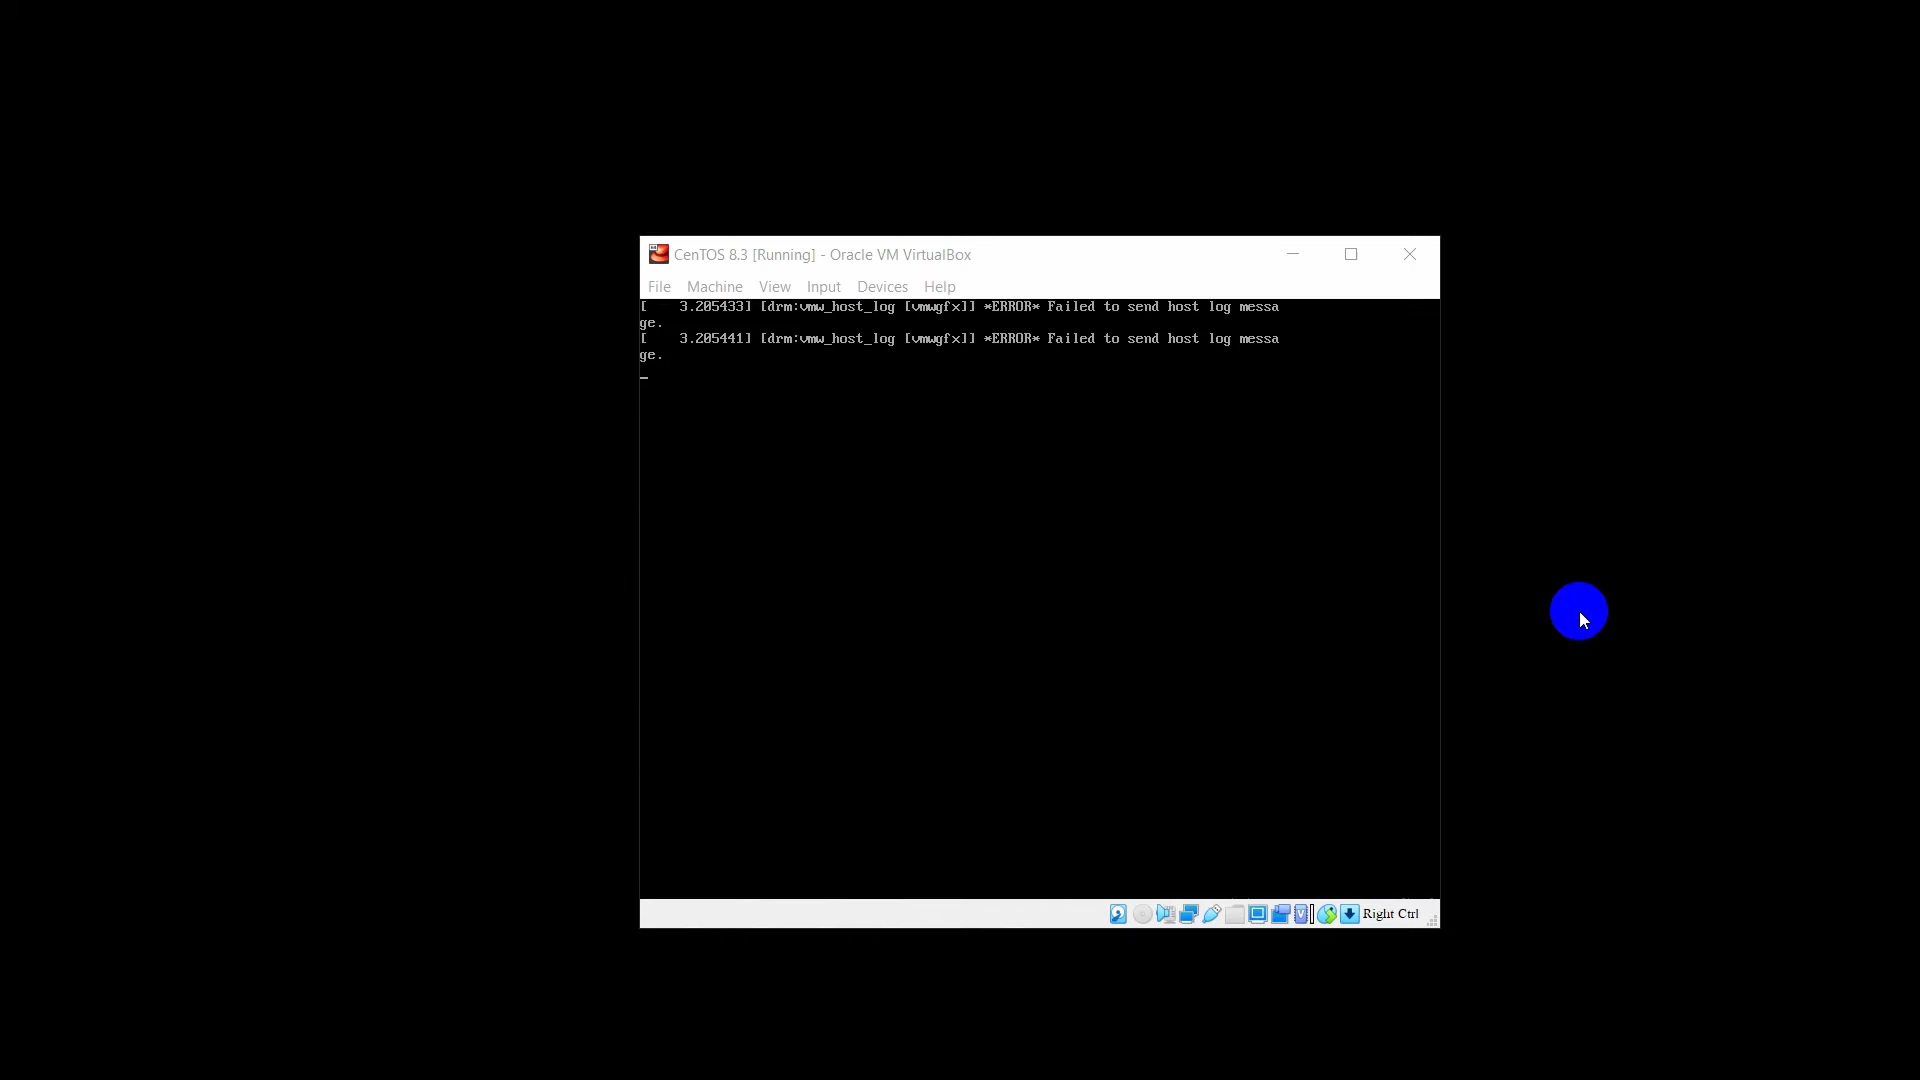 CenTOS 8.3 [Running] - Oracle VM VirtualBox
File Machine View Input Devices Help
[    3.205433] [drm:vmw_host_log [vmwgfx]] *ERROR* Failed to send host log messa
ge.
[    3.205441] [drm:vmw_host_log [vmwgfx]] *ERROR* Failed to send host log messa
ge.
Right Ctrl